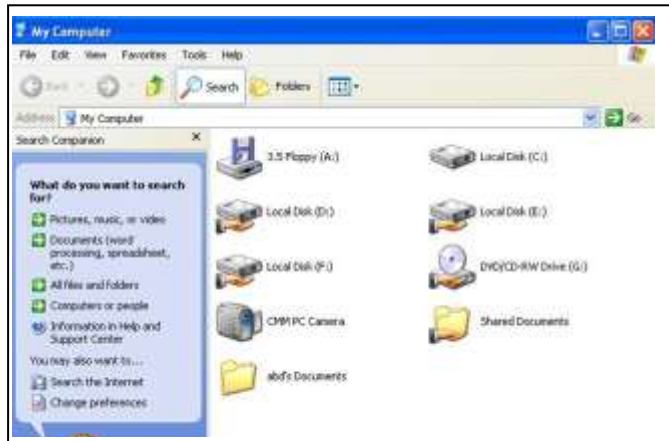 My Computer
File Edit View Favorites Tools Help
Back Search Folders
Address My Computer Go
Search Companion
What do you want to search
for?
Pictures, music, or video
Documents (word
processing, spreadsheet,
etc.)
All files and folders
Computers or people
Information in Help and
Support Center
You may also want to...
Search the Internet
Change preferences
3.5 Floppy (A:)
Local Disk (C:)
Local Disk (D:)
Local Disk (E:)
Local Disk (F:)
DVD/CD-RW Drive (G:)
CMM PC Camera
Shared Documents
abd's Documents